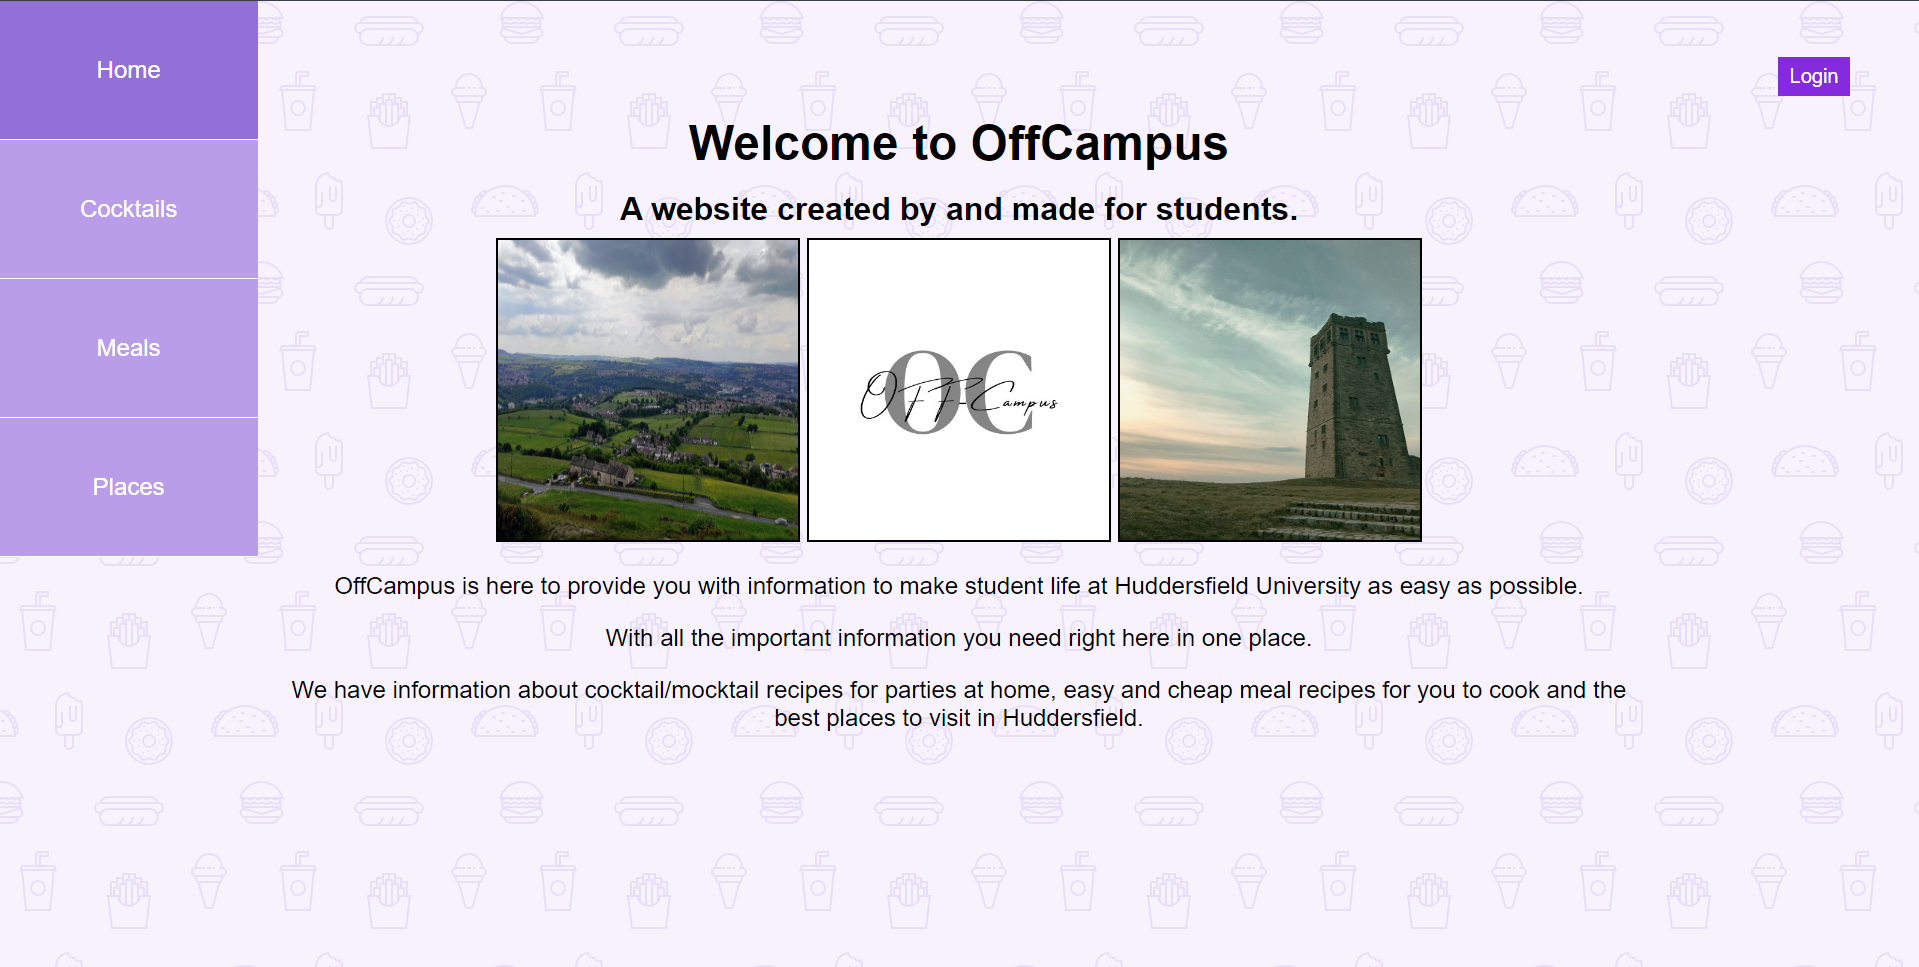 Home
Login
Welcome to OffCampus
Cocktails
A website created by and made for students.
Meals
OC
OFF-Campus
Places
OffCampus is here to provide you with information to make student life at Huddersfield University as easy as possible.
With all the important information you need right here in one place.
We have information about cocktail/mocktail recipes for parties at home, easy and cheap meal recipes for you to cook and the
best places to visit in Huddersfield.